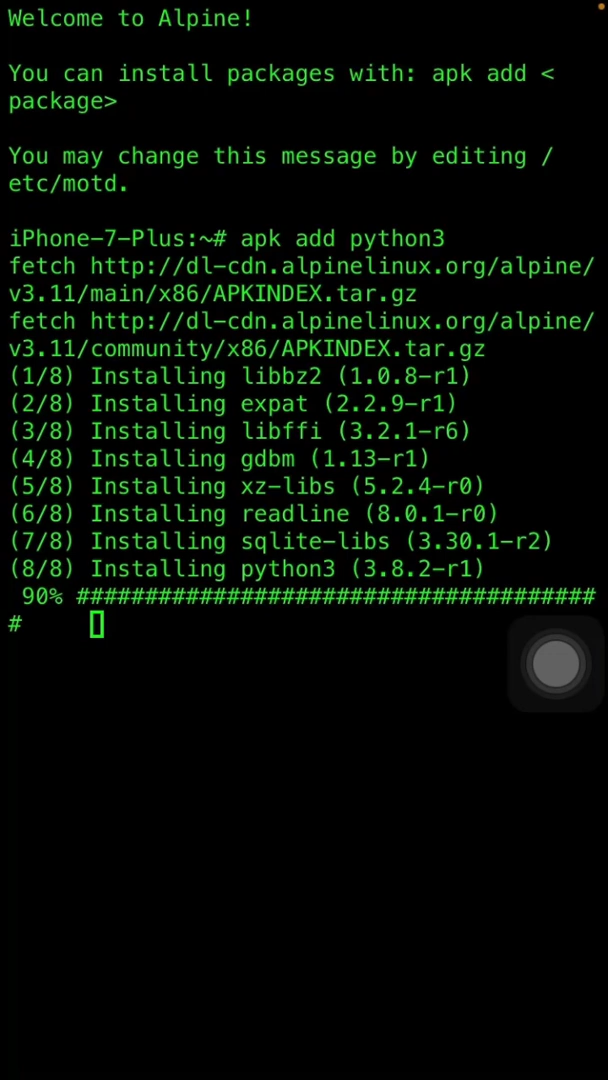 Welcome to Alpine!
You can install packages with: apk add <
package>
You may change this message by editing /
etc/motd.
iPhone-7-Plus:~# apk add python3
fetch http://dl-cdn.alpinelinux.org/alpine/
v3.11/main/x86/APKINDEX.tar.gz
fetch http://dl-cdn.alpinelinux.org/alpine/
v3.11/community/x86/APKINDEX.tar.gz
(1/8) Installing libbz2 (1.0.8-r1)
(2/8) Installing expat (2.2.9-r1)
(3/8) Installing libffi (3.2.1-r6)
(4/8) Installing gdbm (1.13-r1)
(5/8) Installing xz-libs (5.2.4-r0)
(6/8) Installing readline (8.0.1-r0)
(7/8) Installing sqlite-libs (3.30.1-r2)
(8/8) Installing python3 (3.8.2-r1)
90% ######################################
#